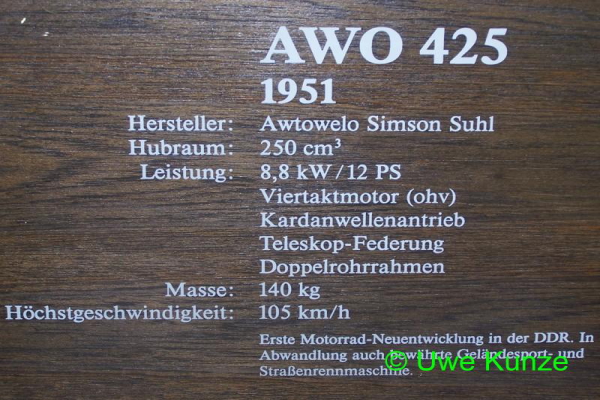 AWO 425
1951
Hersteller: Awtowelo Simson Suhl
Hubraum: 250 cm³
Leistung: 8,8 kW/12 PS
Viertaktmotor (ohv)
Kardanwellenantrieb
Teleskop-Federung
Doppelrohrrahmen
Masse: 140 kg
Höchstgeschwindigkeit: 105 km/h
Erste Motorrad-Neuentwicklung in der DDR. In
Abwandlung auch bewährte Geländesport- und
Straßenrennmaschine.
© Uwe Kunze